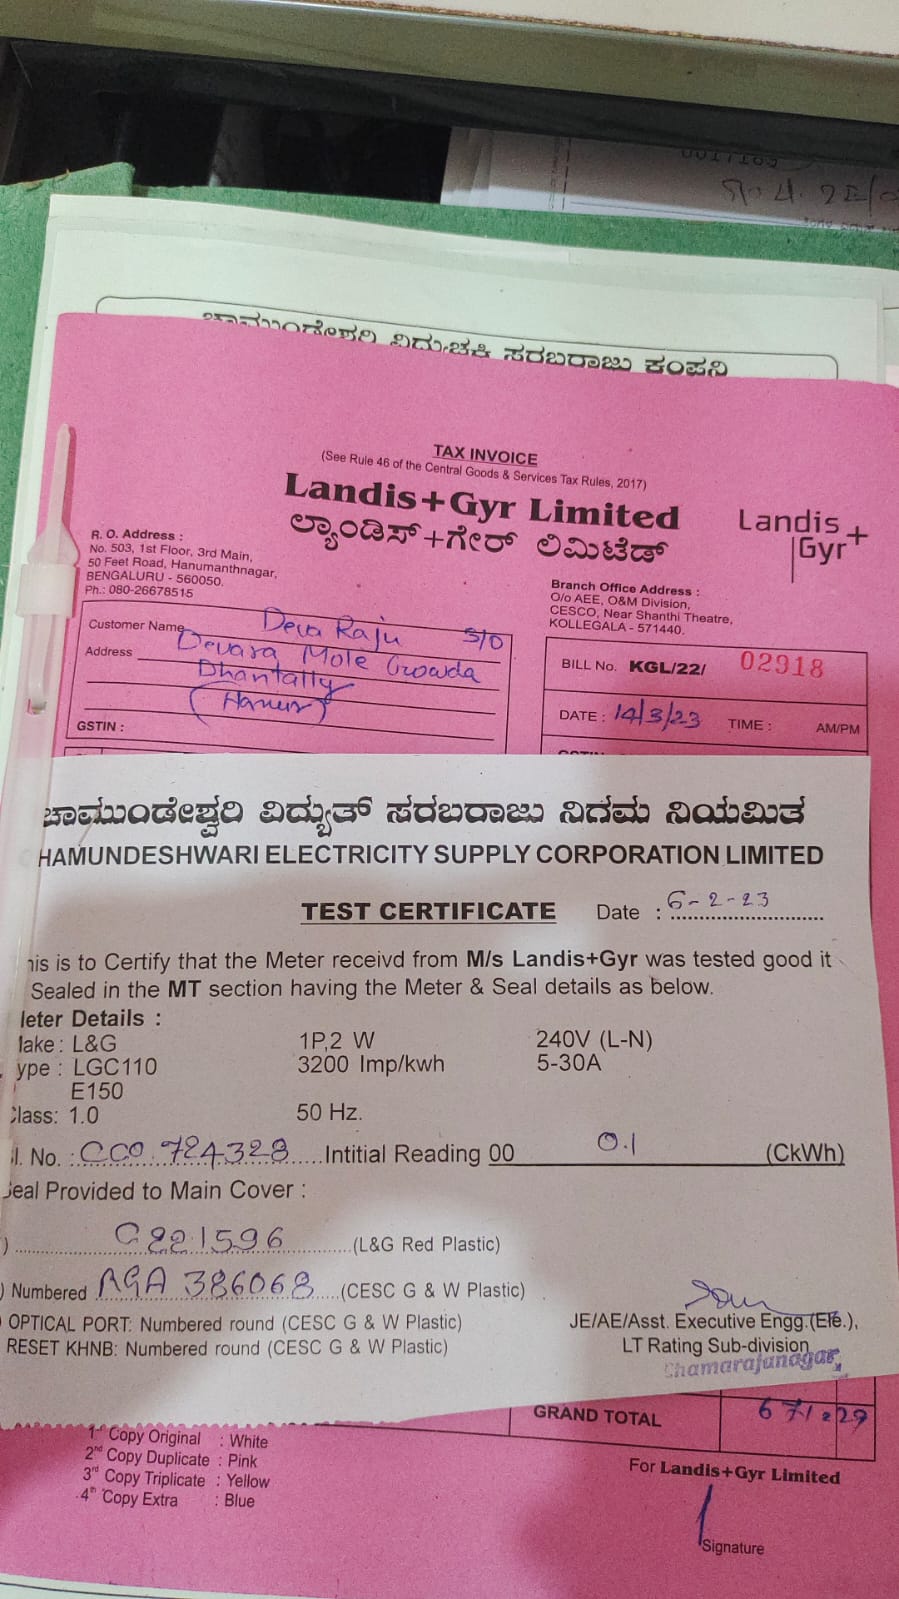 0017165
ಚಾಮುಂಡೇಶ್ವರಿ ವಿದ್ಯುಚ್ಛಕ್ತಿ ಸರಬರಾಜು ಕಂಪನಿ
TAX INVOICE
(See Rule 46 of the Central Goods & Services Tax Rules, 2017)
Landis+Gyr Limited
ಲ್ಯಾಂಡಿಸ್+ಗೇರ್ ಲಿಮಿಟೆಡ್
Landis+
Gyr
R. O. Address :
No. 503, 1st Floor, 3rd Main,
50 Feet Road, Hanumanthnagar,
BENGALURU - 560050.
Ph.: 080-26678515
Branch Office Address :
O/o AEE, O&M Division,
CESCO, Near Shanthi Theatre,
KOLLEGALA - 571440.
Customer Name Deva Raju S/O
Address Devara Mole Gowda
Dhantally
(Hanur)
GSTIN :
BILL No. KGL/22/ 02918
DATE : 14/3/23 TIME : AM/PM
ಚಾಮುಂಡೇಶ್ವರಿ ವಿದ್ಯುತ್ ಸರಬರಾಜು ನಿಗಮ ನಿಯಮಿತ
HAMUNDESHWARI ELECTRICITY SUPPLY CORPORATION LIMITED
TEST CERTIFICATE Date : 6-2-23
his is to Certify that the Meter receivd from M/s Landis+Gyr was tested good it
Sealed in the MT section having the Meter & Seal details as below.
leter Details :
lake : L&G 1P,2 W 240V (L-N)
ype : LGC110 3200 Imp/kwh 5-30A
E150
Class: 1.0 50 Hz.
l. No. : CC0 724328 Intitial Reading 00 0.1 (CkWh)
Seal Provided to Main Cover :
) C221596 (L&G Red Plastic)
) Numbered AGA 386068 (CESC G & W Plastic)
OPTICAL PORT: Numbered round (CESC G & W Plastic)
RESET KHNB: Numbered round (CESC G & W Plastic)
JE/AE/Asst. Executive Engg.(Ele.),
LT Rating Sub-division
Chamarajanagar
GRAND TOTAL 671=29
1st Copy Original : White
2nd Copy Duplicate : Pink
3rd Copy Triplicate : Yellow
4th Copy Extra : Blue
For Landis+Gyr Limited
Signature